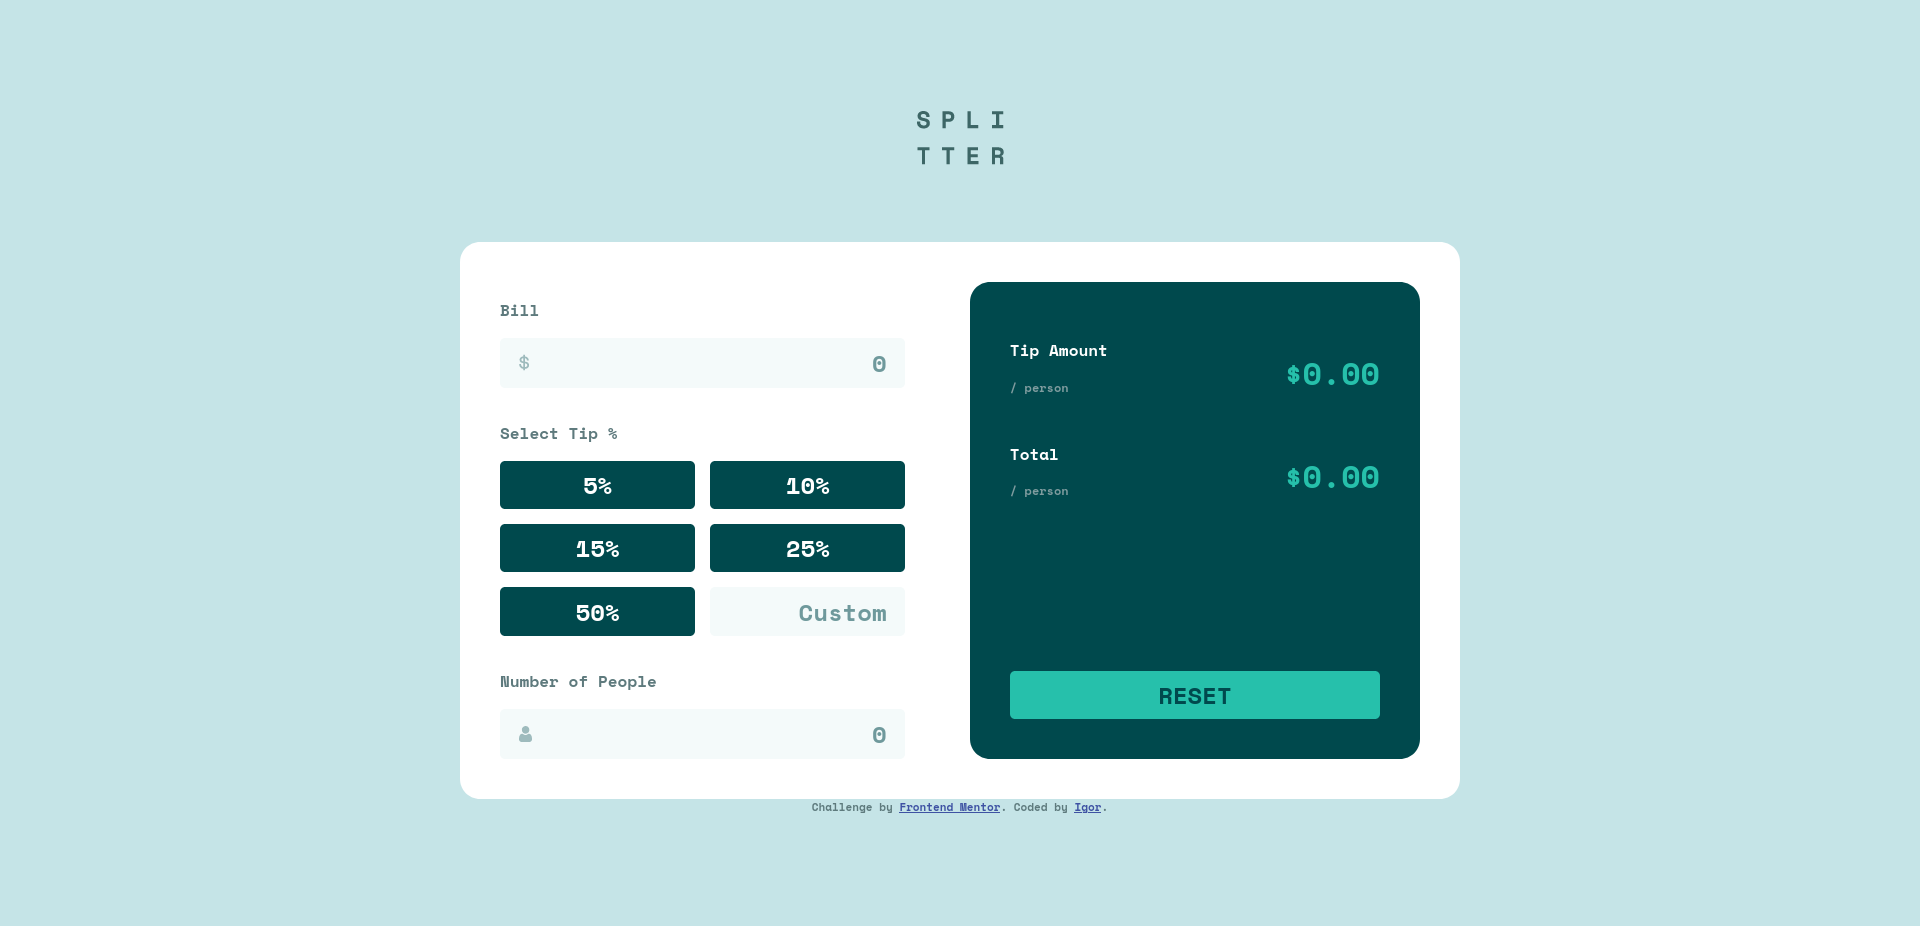 SPLI
TTER
Bill
$ 0
Select Tip %
5% 10%
15% 25%
50% Custom
Number of People
0
Tip Amount
/ person
$0.00
Total
/ person
$0.00
RESET
Challenge by Frontend Mentor. Coded by Igor.